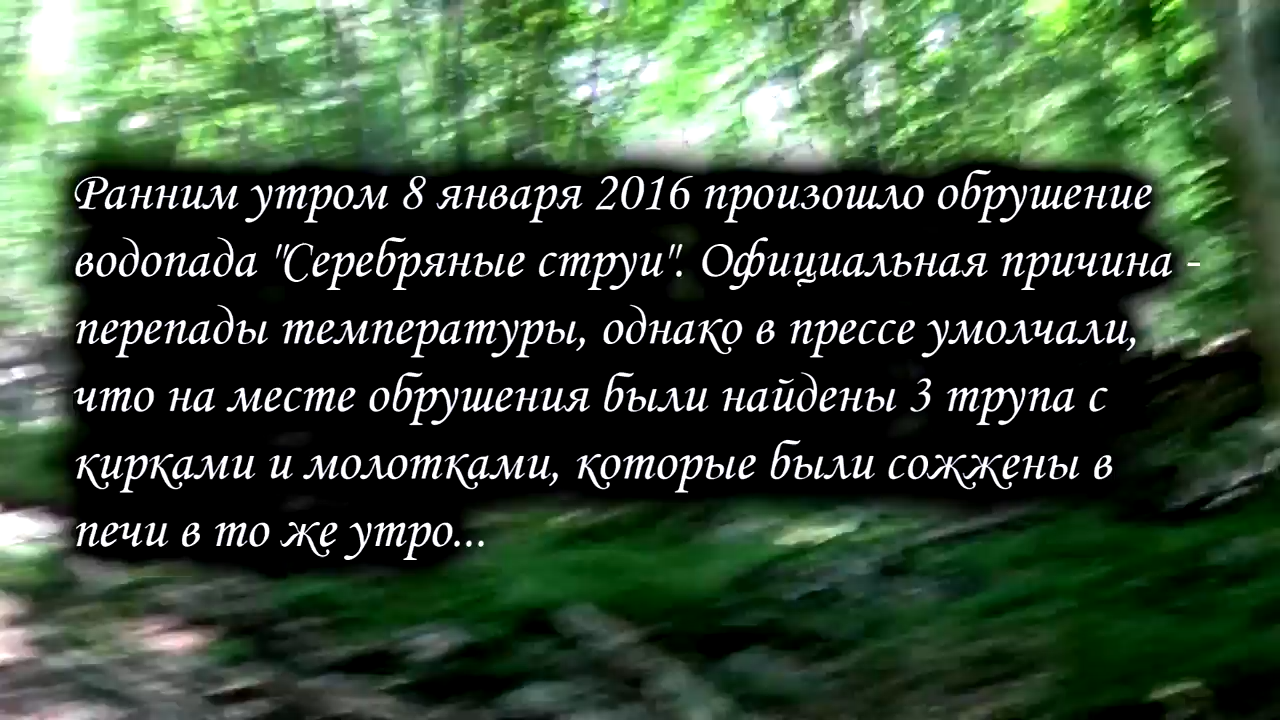 Ранним утром 8 января 2016 произошло обрушение
водопада "Серебряные струи". Официальная причина -
перепады температуры, однако в прессе умолчали,
что на месте обрушения были найдены 3 трупа с
кирками и молотками, которые были сожжены в
печи в то же утро...